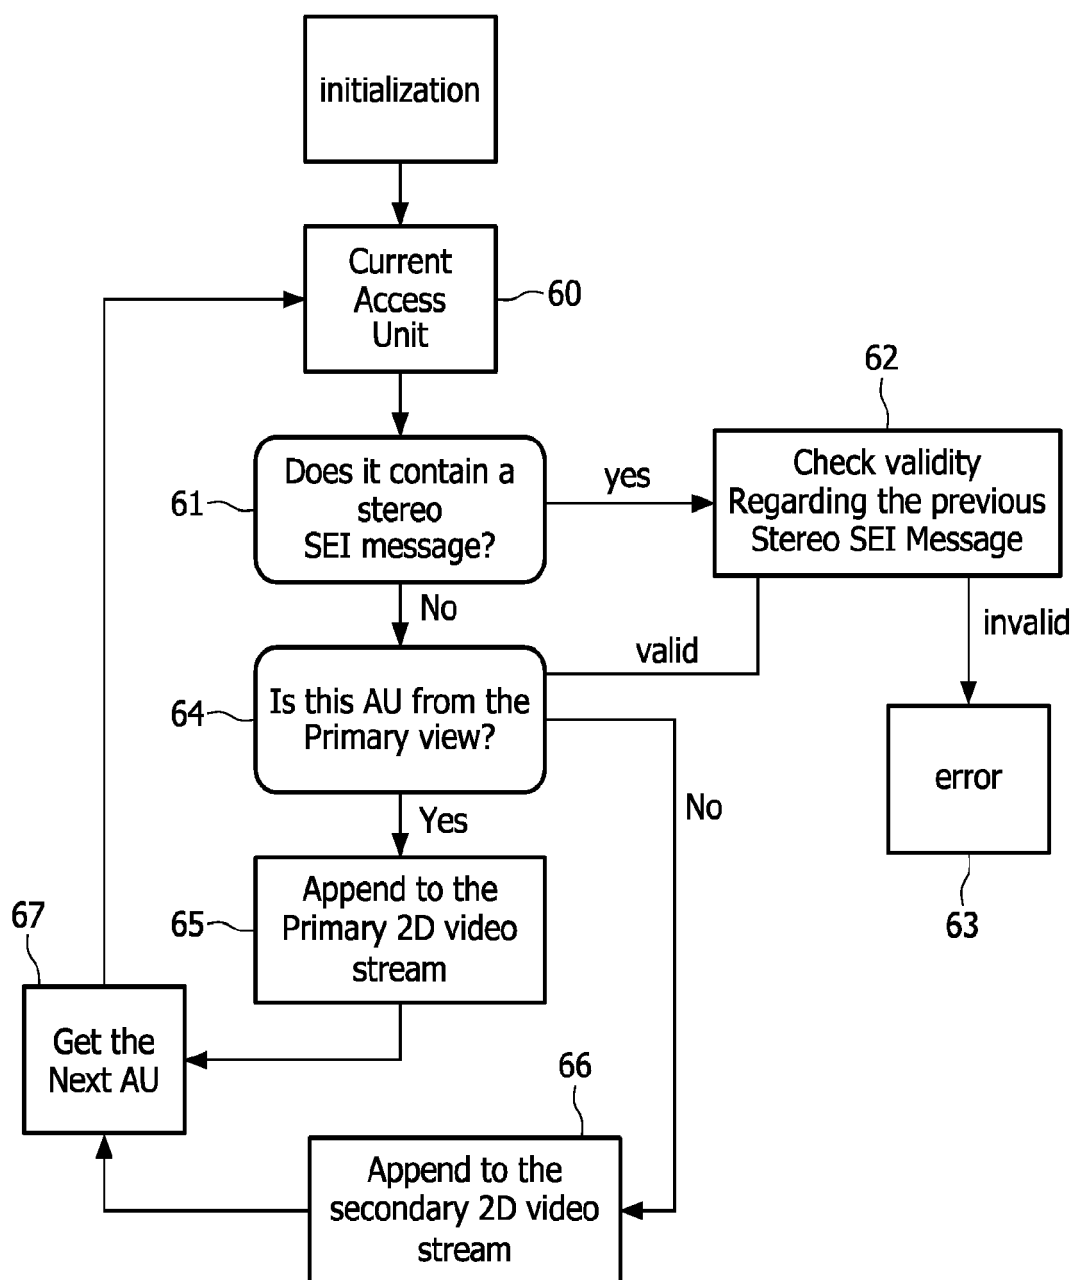 initialization
Current
Access
Unit
60
62
Does it contain a
stereo
SEI message?
61
yes
Check validity
Regarding the previous
Stereo SEI Message
No
valid
invalid
Is this AU from the
Primary view?
64
error
No
Yes
63
Append to the
Primary 2D video
stream
65
67
Get the
Next AU
66
Append to the
secondary 2D video
stream